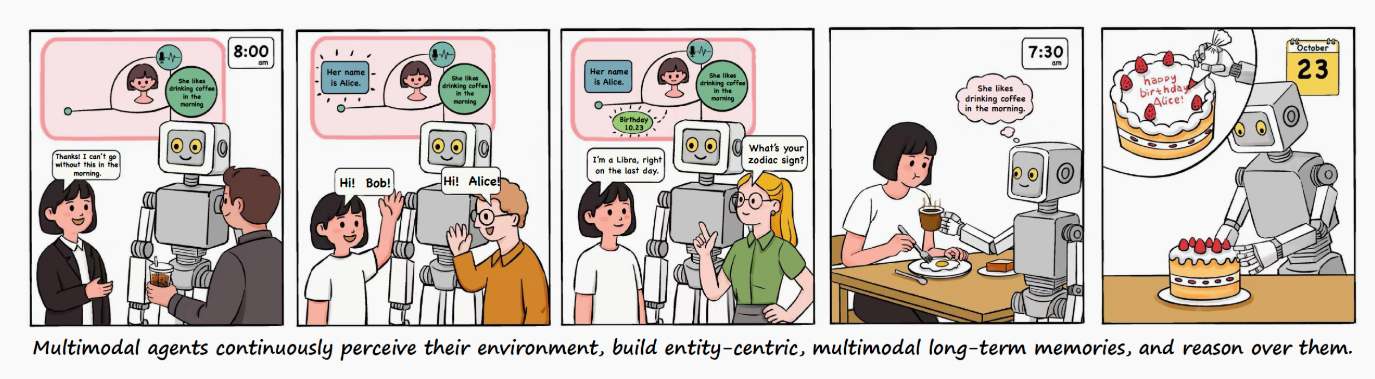 8:00
am
She likes
drinking coffee
in the
morning
Thanks! I can't go
without this in the
morning.
Her name
is Alice.
She likes
drinking coffee
in the
morning
Hi! Bob!
Hi! Alice!
Her name
is Alice.
She likes
drinking coffee
in the
morning
Birthday
10.23
I'm a Libra, right
on the last day.
What's your
zodiac sign?
7:30
am
She likes
drinking coffee
in the morning.
happy
birthday
Alice!
October
23
Multimodal agents continuously perceive their environment, build entity-centric, multimodal long-term memories, and reason over them.